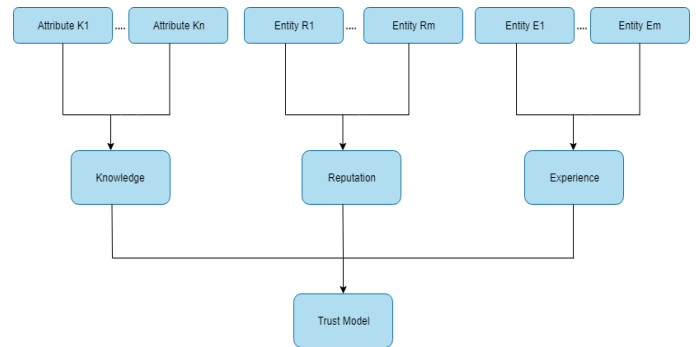 Attribute K1 .... Attribute Kn Entity R1 .... Entity Rm Entity E1 .... Entity Em
Knowledge Reputation Experience
Trust Model